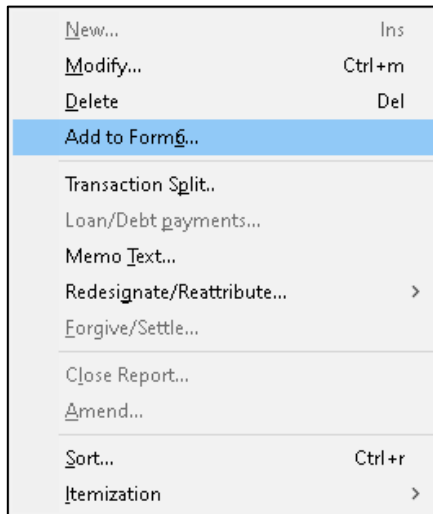 New... Ins
Modify... Ctrl+m
Delete Del
Add to Form6...
Transaction Split..
Loan/Debt payments...
Memo Text...
Redesignate/Reattribute... >
Forgive/Settle...
Close Report...
Amend...
Sort... Ctrl+r
Itemization >